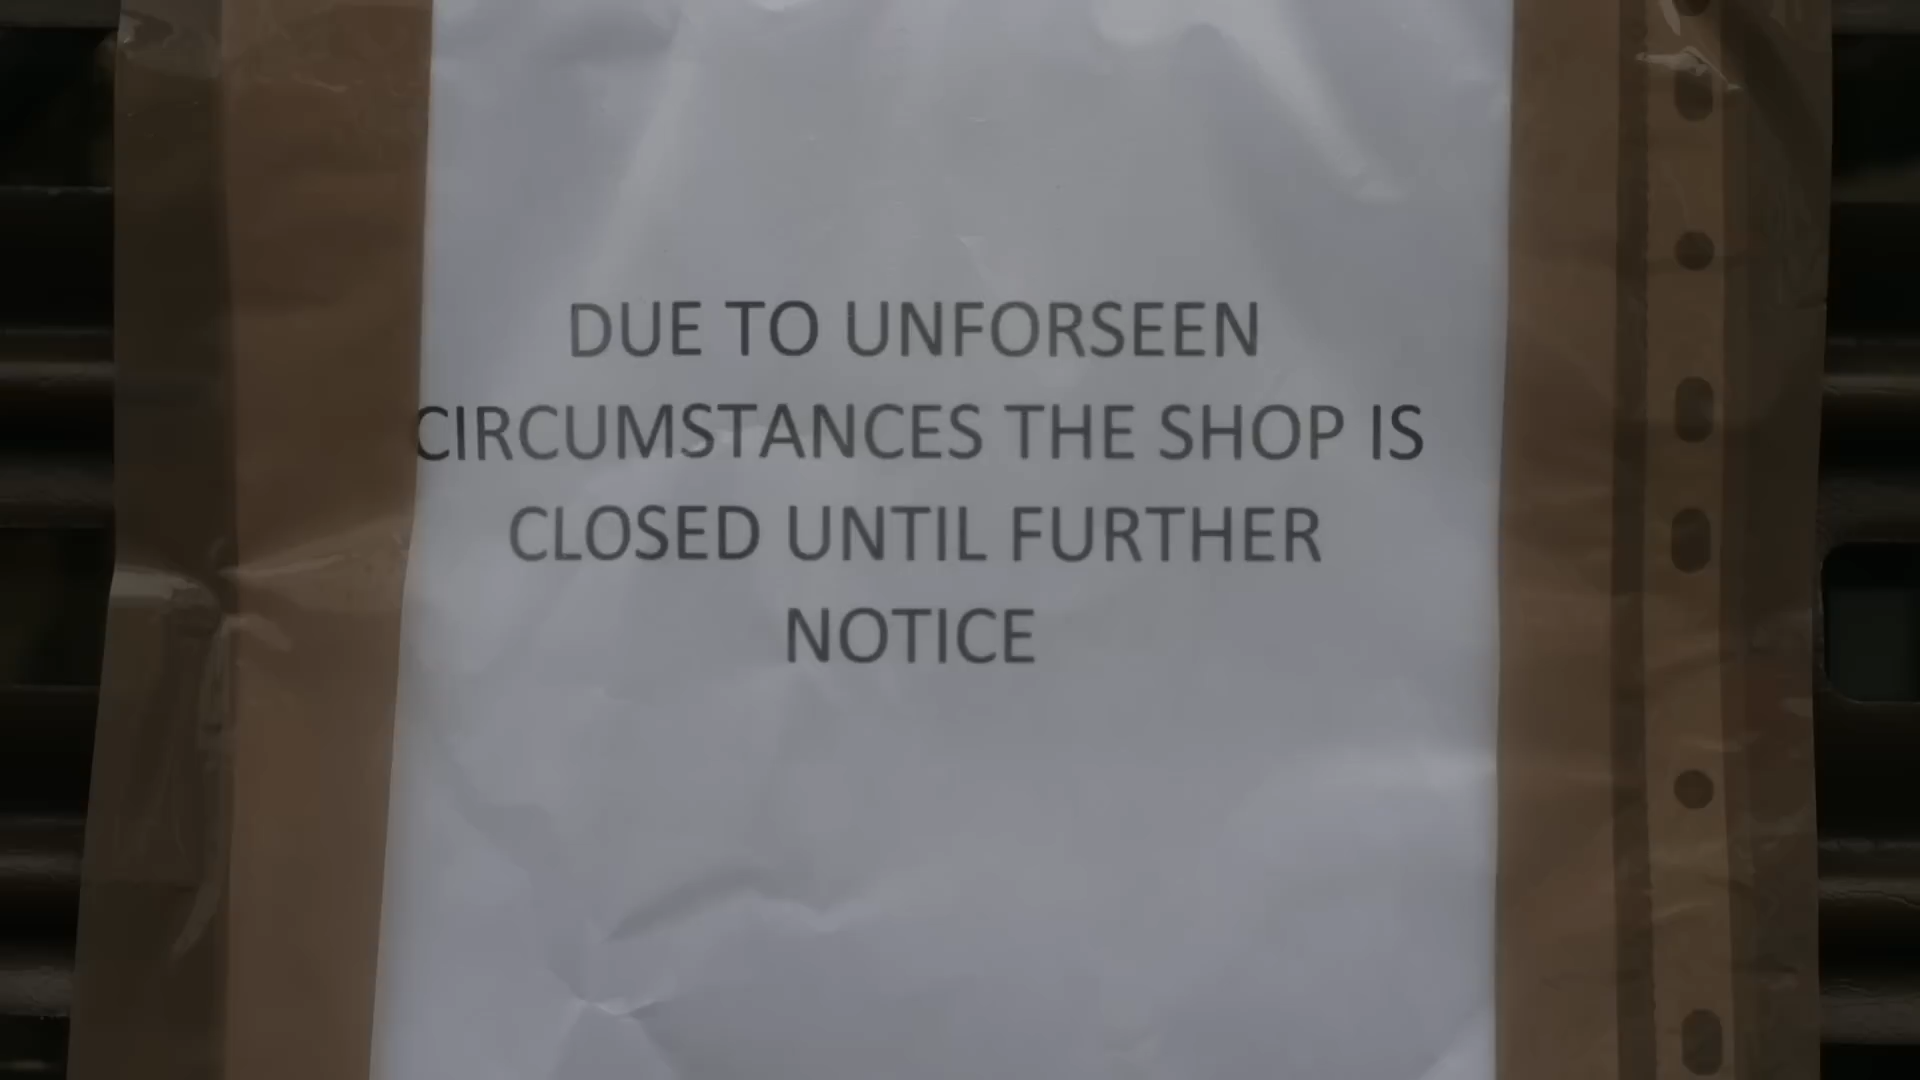 DUE TO UNFORSEEN
CIRCUMSTANCES THE SHOP IS
CLOSED UNTIL FURTHER
NOTICE